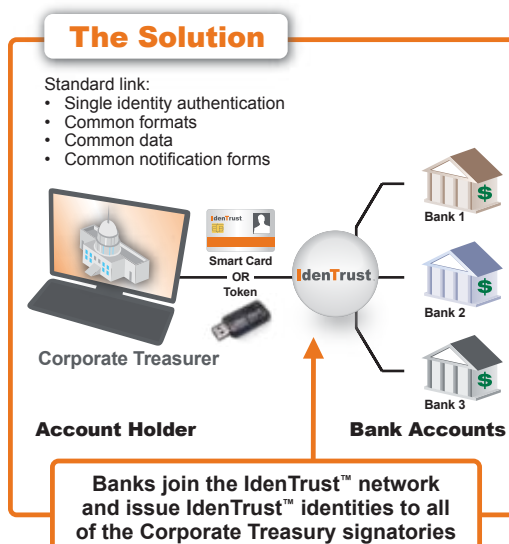 The Solution
Standard link:
• Single identity authentication
• Common formats
• Common data
• Common notification forms
IdenTrust
Smart Card
OR
Token
IdenTrust
Bank 1
$
Bank 2
$
Bank 3
$
Corporate Treasurer
Account Holder
Bank Accounts
Banks join the IdenTrust™ network
and issue IdenTrust™ identities to all
of the Corporate Treasury signatories